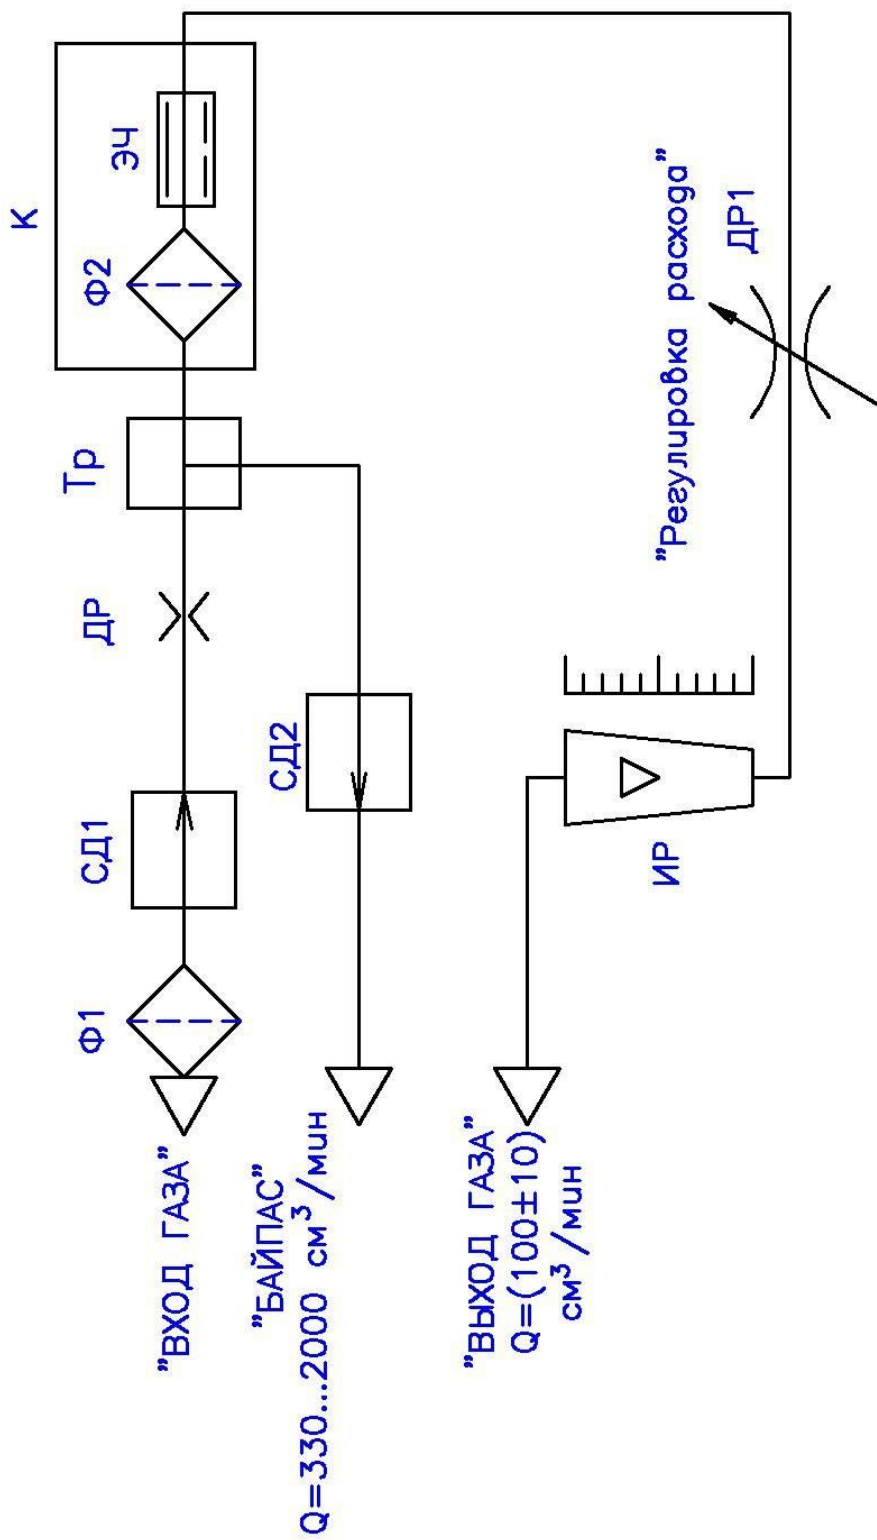 К
Ф1
СД1
ДР
Тр
Ф2
ЭЧ
"ВХОД ГАЗА"
СД2
"БАЙПАС"
Q=330...2000 см³/мин
"ВЫХОД ГАЗА"
Q=(100±10)
см³/мин
ИР
"Регулировка расхода"
ДР1